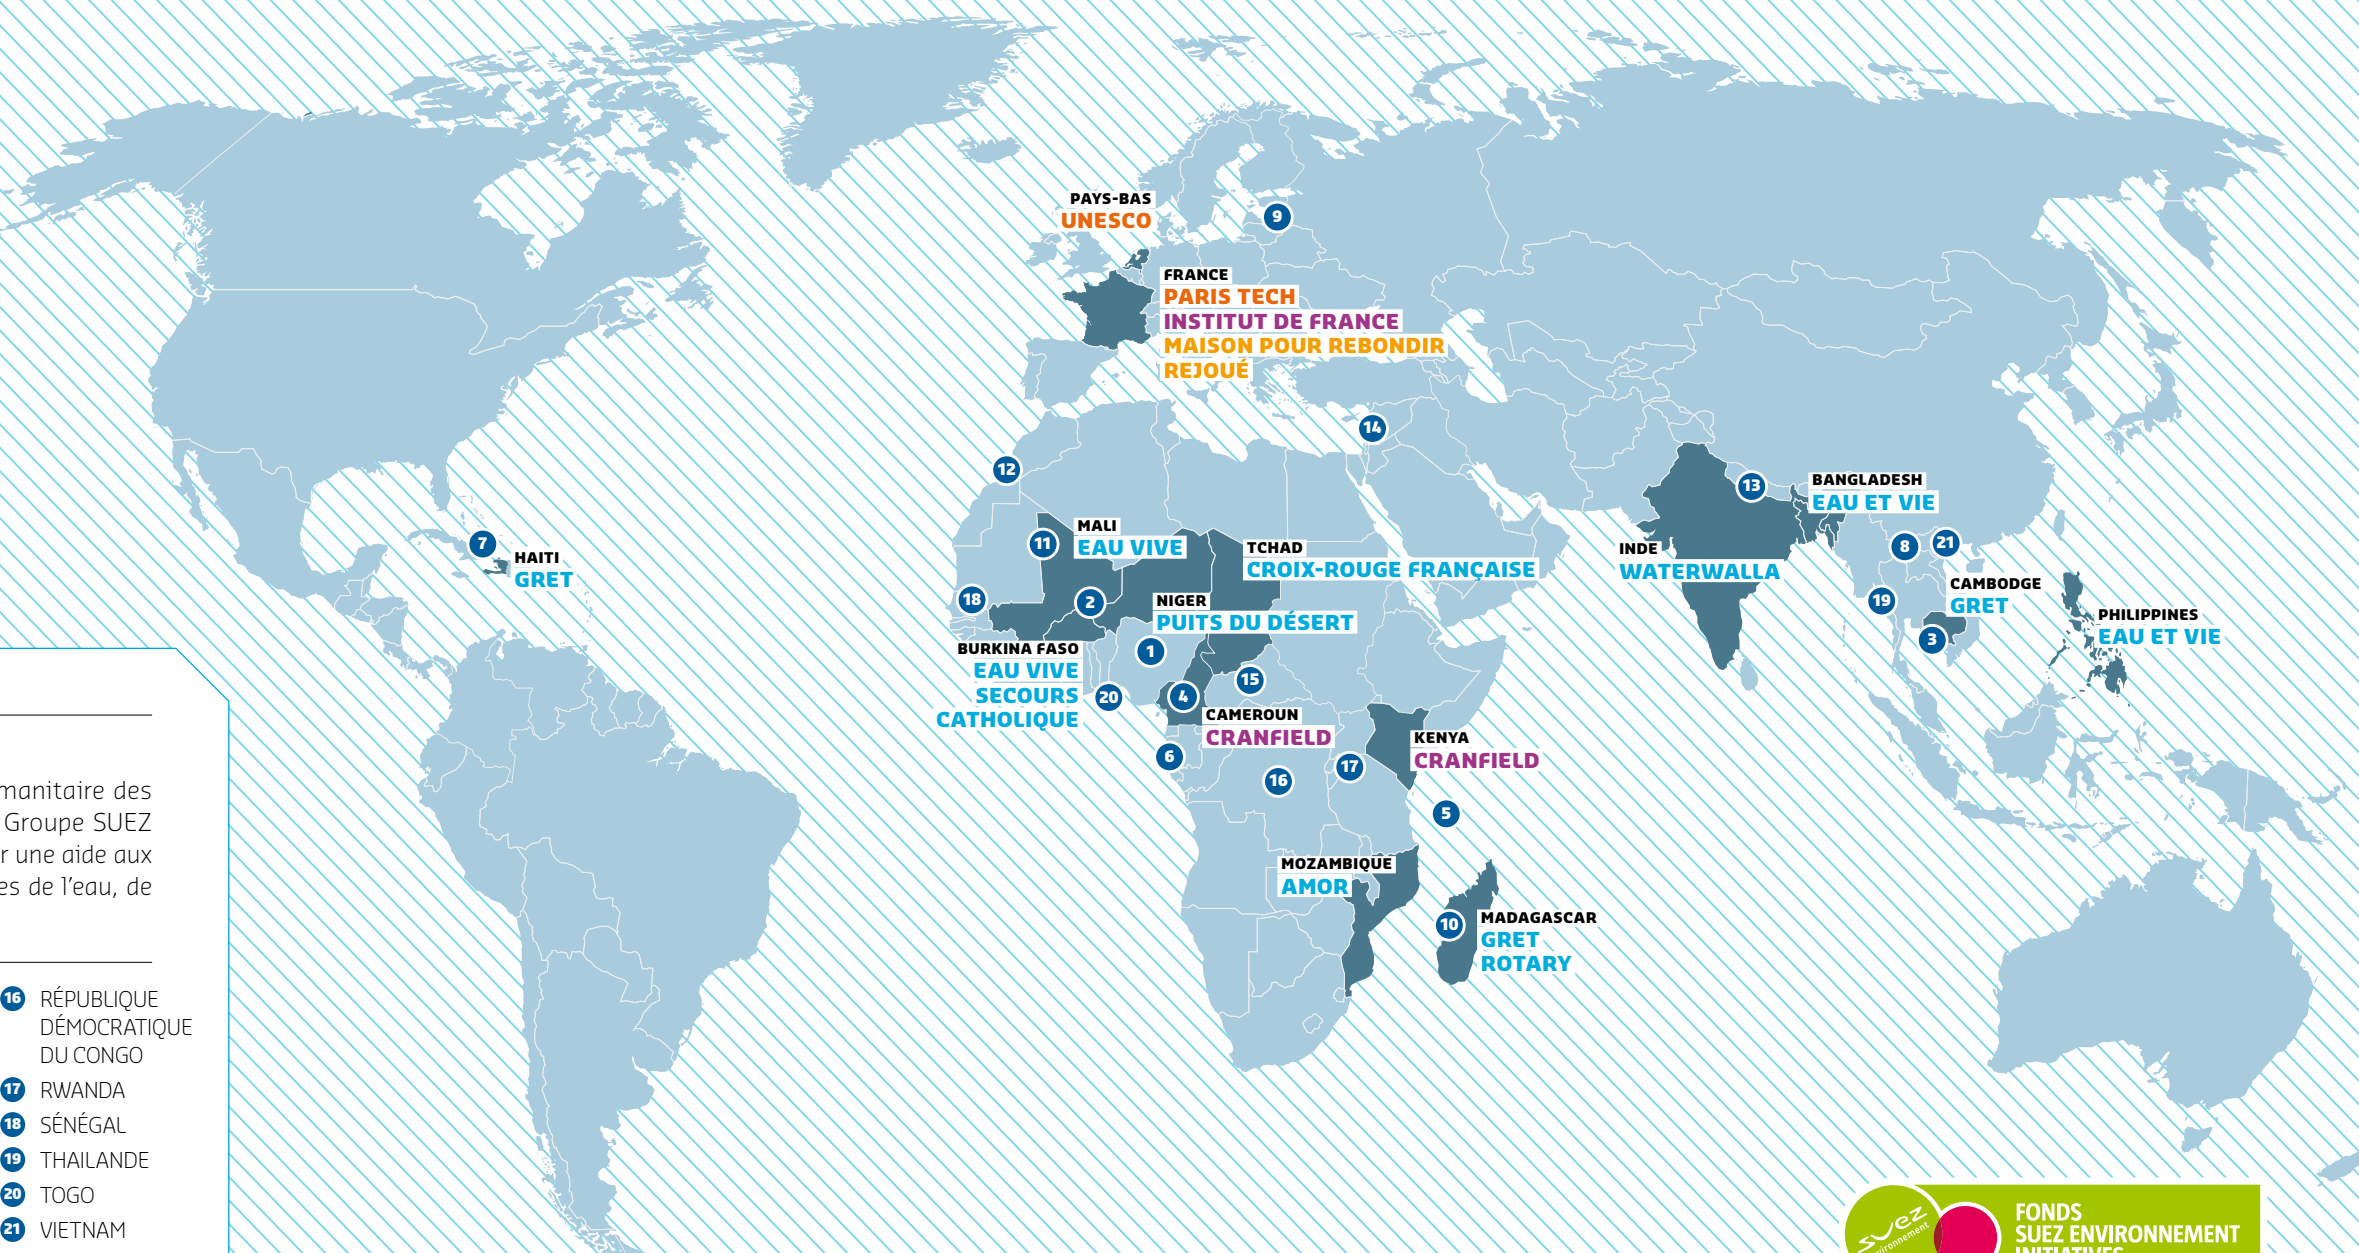 PAYS-BAS
UNESCO
9
FRANCE
PARIS TECH
INSTITUT DE FRANCE
MAISON POUR REBONDIR
REJOUÉ
14
12
13
BANGLADESH
EAU ET VIE
7
HAITI
GRET
11
MALI
EAU VIVE
TCHAD
CROIX-ROUGE FRANÇAISE
INDE
WATERWALLA
8
21
18
2
NIGER
PUITS DU DÉSERT
19
CAMBODGE
GRET
3
PHILIPPINES
EAU ET VIE
BURKINA FASO
EAU VIVE
SECOURS
CATHOLIQUE
1
20
4
15
CAMEROUN
CRANFIELD
KENYA
CRANFIELD
6
16
17
5
MOZAMBIQUE
AMOR
10
MADAGASCAR
GRET
ROTARY
manitaire des
Groupe SUEZ
r une aide aux
es de l'eau, de
16 RÉPUBLIQUE
DÉMOCRATIQUE
DU CONGO
17 RWANDA
18 SÉNÉGAL
19 THAILANDE
20 TOGO
21 VIETNAM
suez
environnement
FONDS
SUEZ ENVIRONNEMENT
INITIATIVES